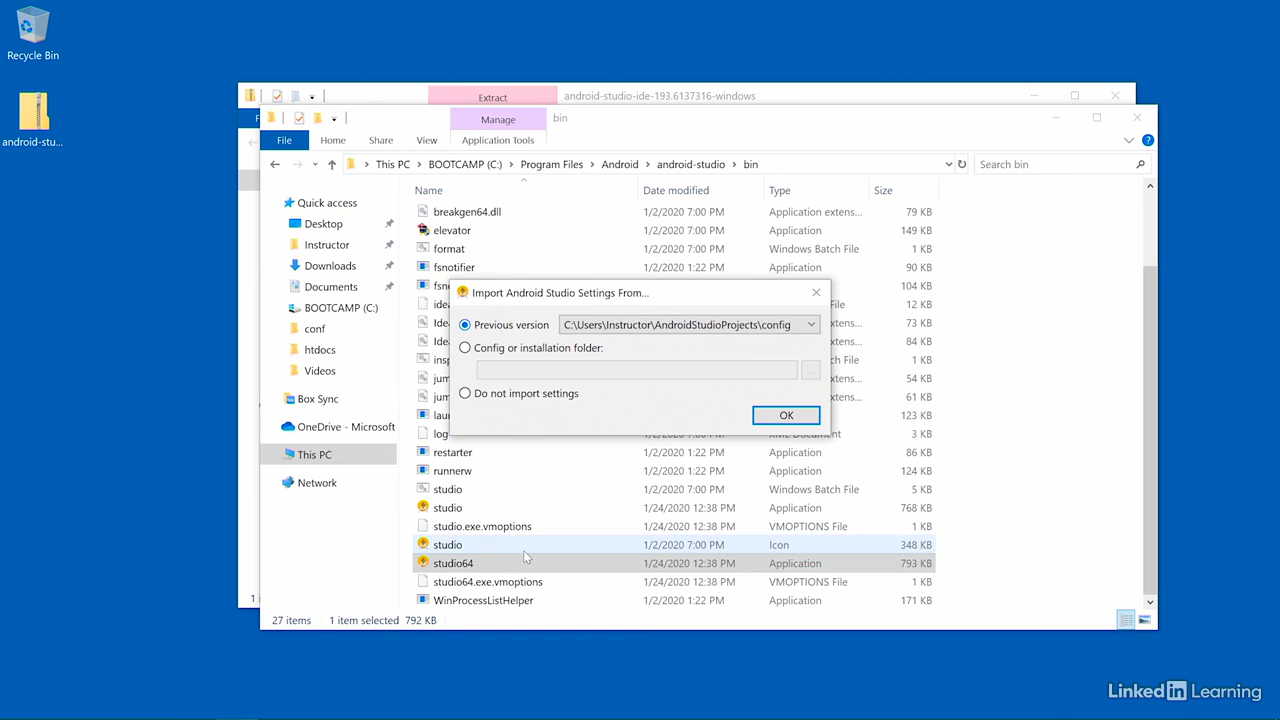 Recycle Bin
android-stu...
Extract
android-studio-ide-193.6137316-windows
Manage
bin
File
Home
Share
View
Application Tools
This PC
BOOTCAMP (C:)
Program Files
Android
android-studio
bin
Search bin
Name
Date modified
Type
Size
Quick access
Desktop
Instructor
Downloads
Documents
BOOTCAMP (C:)
conf
htdocs
Videos
Box Sync
OneDrive - Microsoft
This PC
Network
breakgen64.dll 1/2/2020 7:00 PM Application extens... 79 KB
elevator 1/2/2020 7:00 PM Application 149 KB
format 1/2/2020 7:00 PM Windows Batch File 1 KB
fsnotifier 1/2/2020 1:22 PM Application 90 KB
104 KB
ile 12 KB
xtens... 73 KB
xtens... 84 KB
h File 1 KB
xtens... 54 KB
xtens... 61 KB
123 KB
log 3 KB
restarter 1/2/2020 1:22 PM Application 86 KB
runnerw 1/2/2020 1:22 PM Application 124 KB
studio 1/2/2020 7:00 PM Windows Batch File 5 KB
studio 1/24/2020 12:38 PM Application 768 KB
studio.exe.vmoptions 1/24/2020 12:38 PM VMOPTIONS File 1 KB
studio 1/2/2020 7:00 PM Icon 348 KB
studio64 1/24/2020 12:38 PM Application 793 KB
studio64.exe.vmoptions 1/24/2020 12:38 PM VMOPTIONS File 1 KB
WinProcessListHelper 1/2/2020 1:22 PM Application 171 KB
Import Android Studio Settings From...
Previous version
C:\Users\Instructor\AndroidStudioProjects\config
Config or installation folder:
...
Do not import settings
OK
27 items
1 item selected 792 KB
LinkedIn Learning